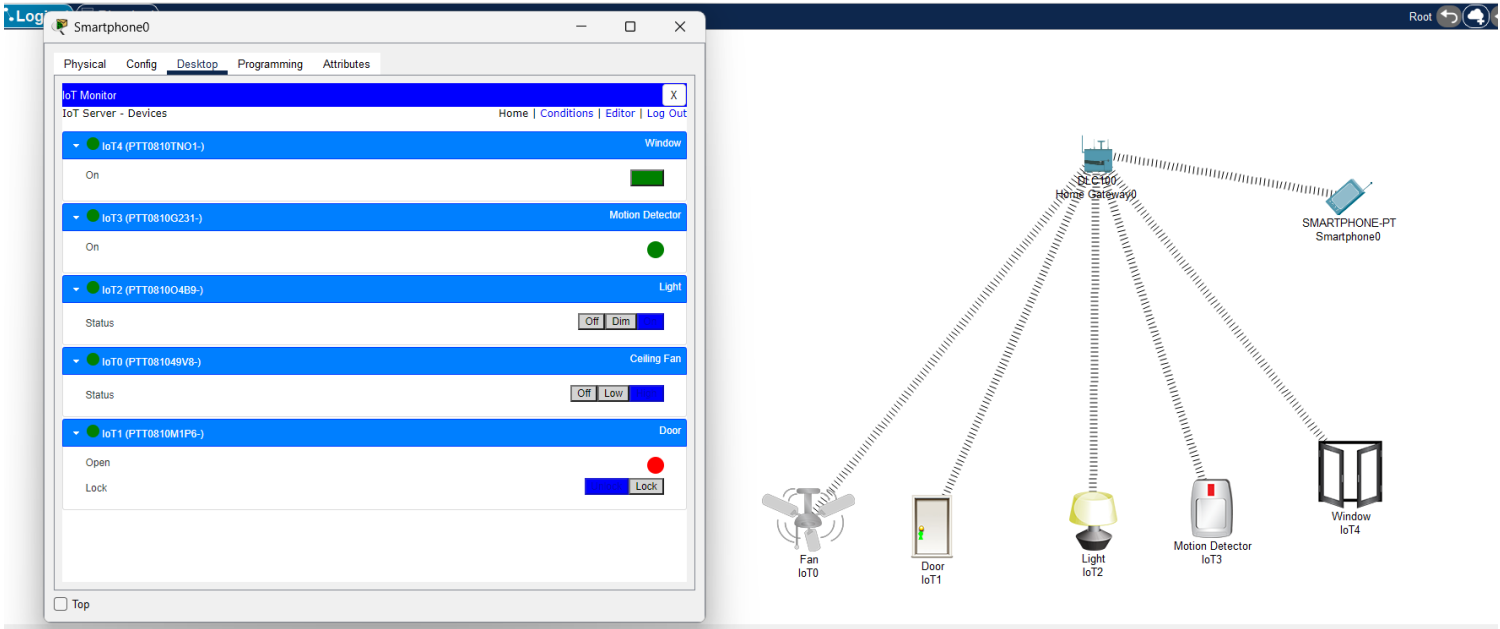 Logi
Root
Smartphone0
Physical Config Desktop Programming Attributes
IoT Monitor X
IoT Server - Devices Home | Conditions | Editor | Log Out
IoT4 (PTT0810TNO1-) Window
On
IoT3 (PTT0810G231-) Motion Detector
On
IoT2 (PTT0810O4B9-) Light
Status Off Dim
IoT0 (PTT081049V8-) Ceiling Fan
Status Off Low
IoT1 (PTT0810M1P6-) Door
Open
Lock Lock
Top
DLC100
Home Gateway0
SMARTPHONE-PT
Smartphone0
Fan
IoT0
Door
IoT1
Light
IoT2
Motion Detector
IoT3
Window
IoT4